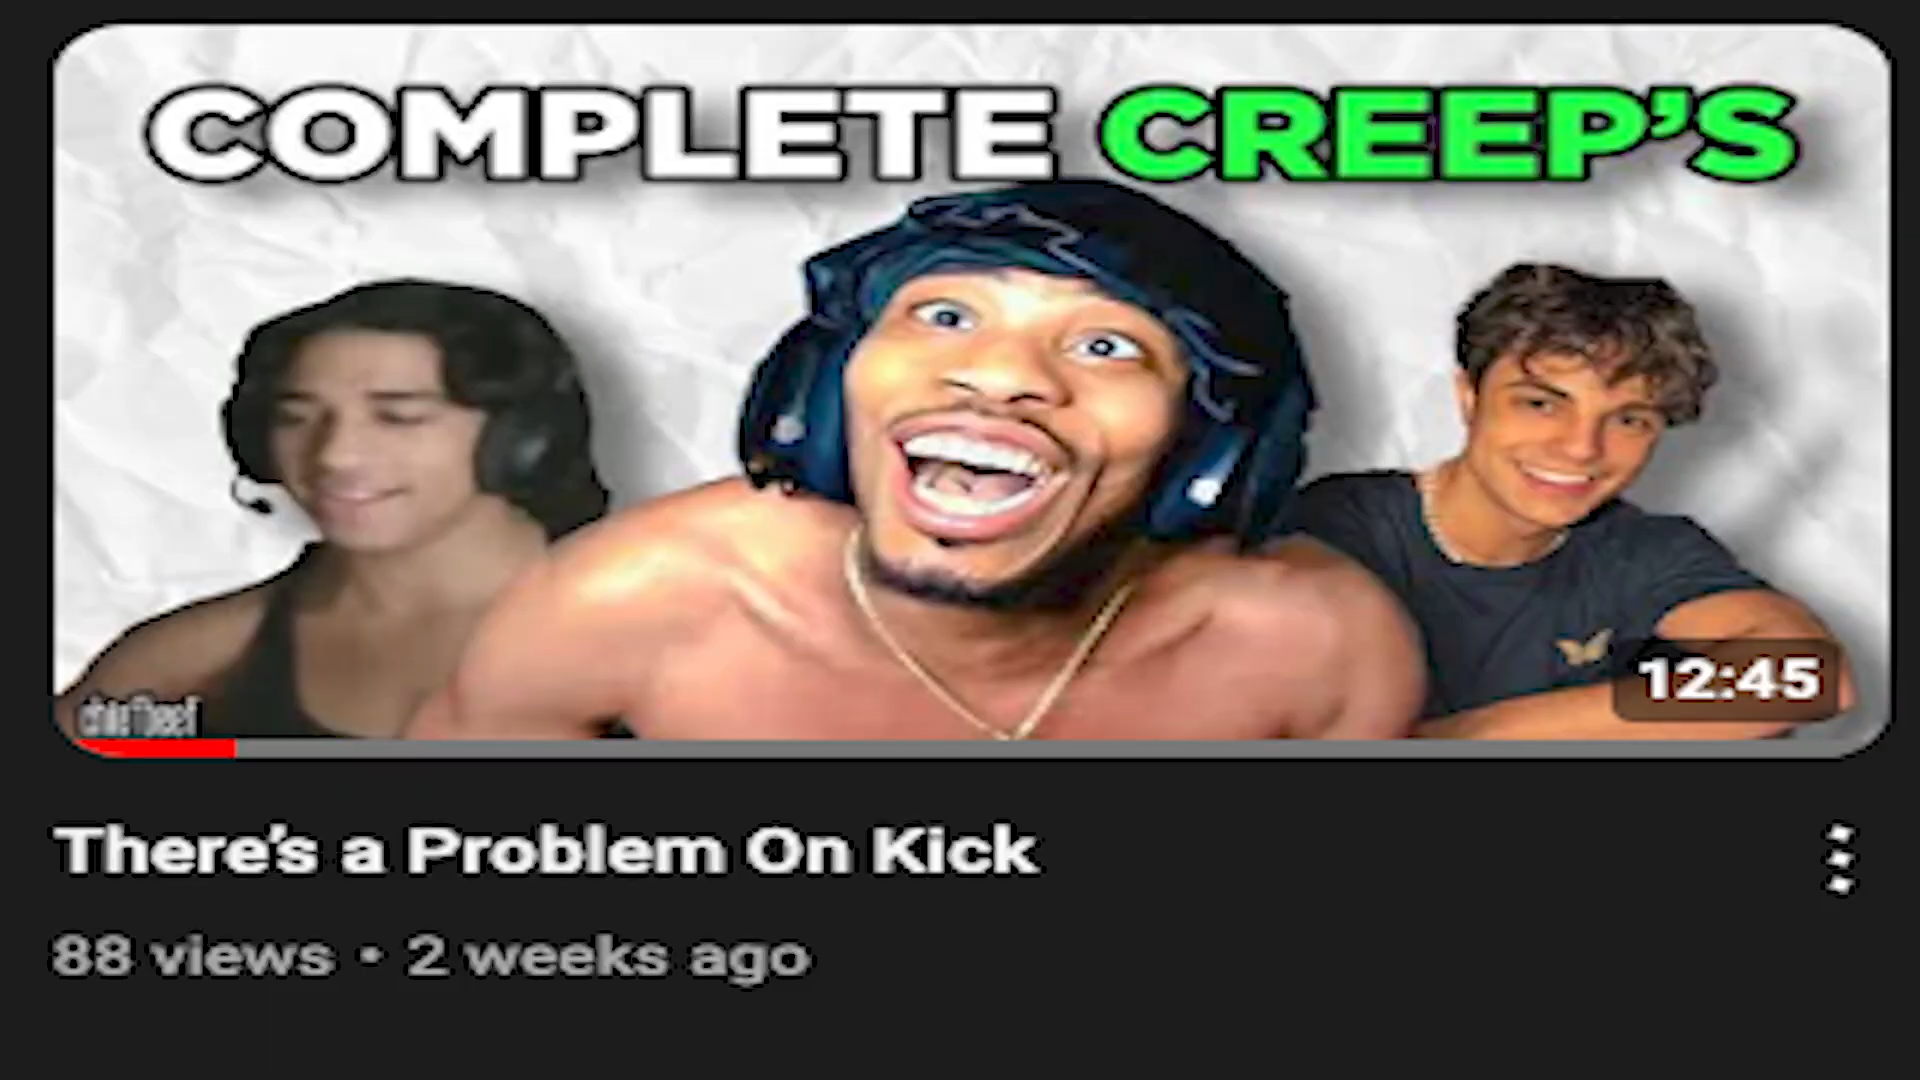 COMPLETE CREEP'S
12:45
There's a Problem On Kick
88 views • 2 weeks ago